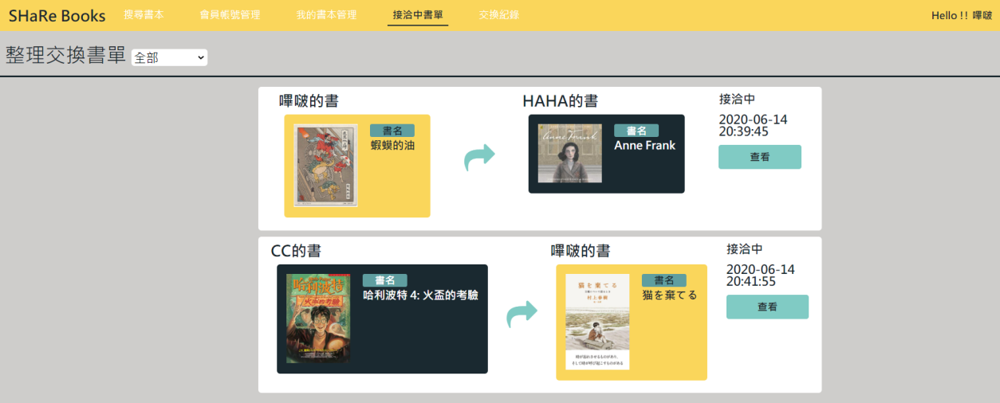 SHaRe Books 搜尋書本 會員帳號管理 我的書本管理 接洽中書單 交換紀錄 Hello !! 嗶啵
整理交換書單 全部
嗶啵的書
書名
蝦蟆的油
HAHA的書
Anne Frank
書名
Anne Frank
接洽中
2020-06-14
20:39:45
查看
CC的書
哈利波特
火盃的考驗
書名
哈利波特 4: 火盃的考驗
嗶啵的書
猫を棄てる
村上春樹
書名
猫を棄てる
接洽中
2020-06-14
20:41:55
查看